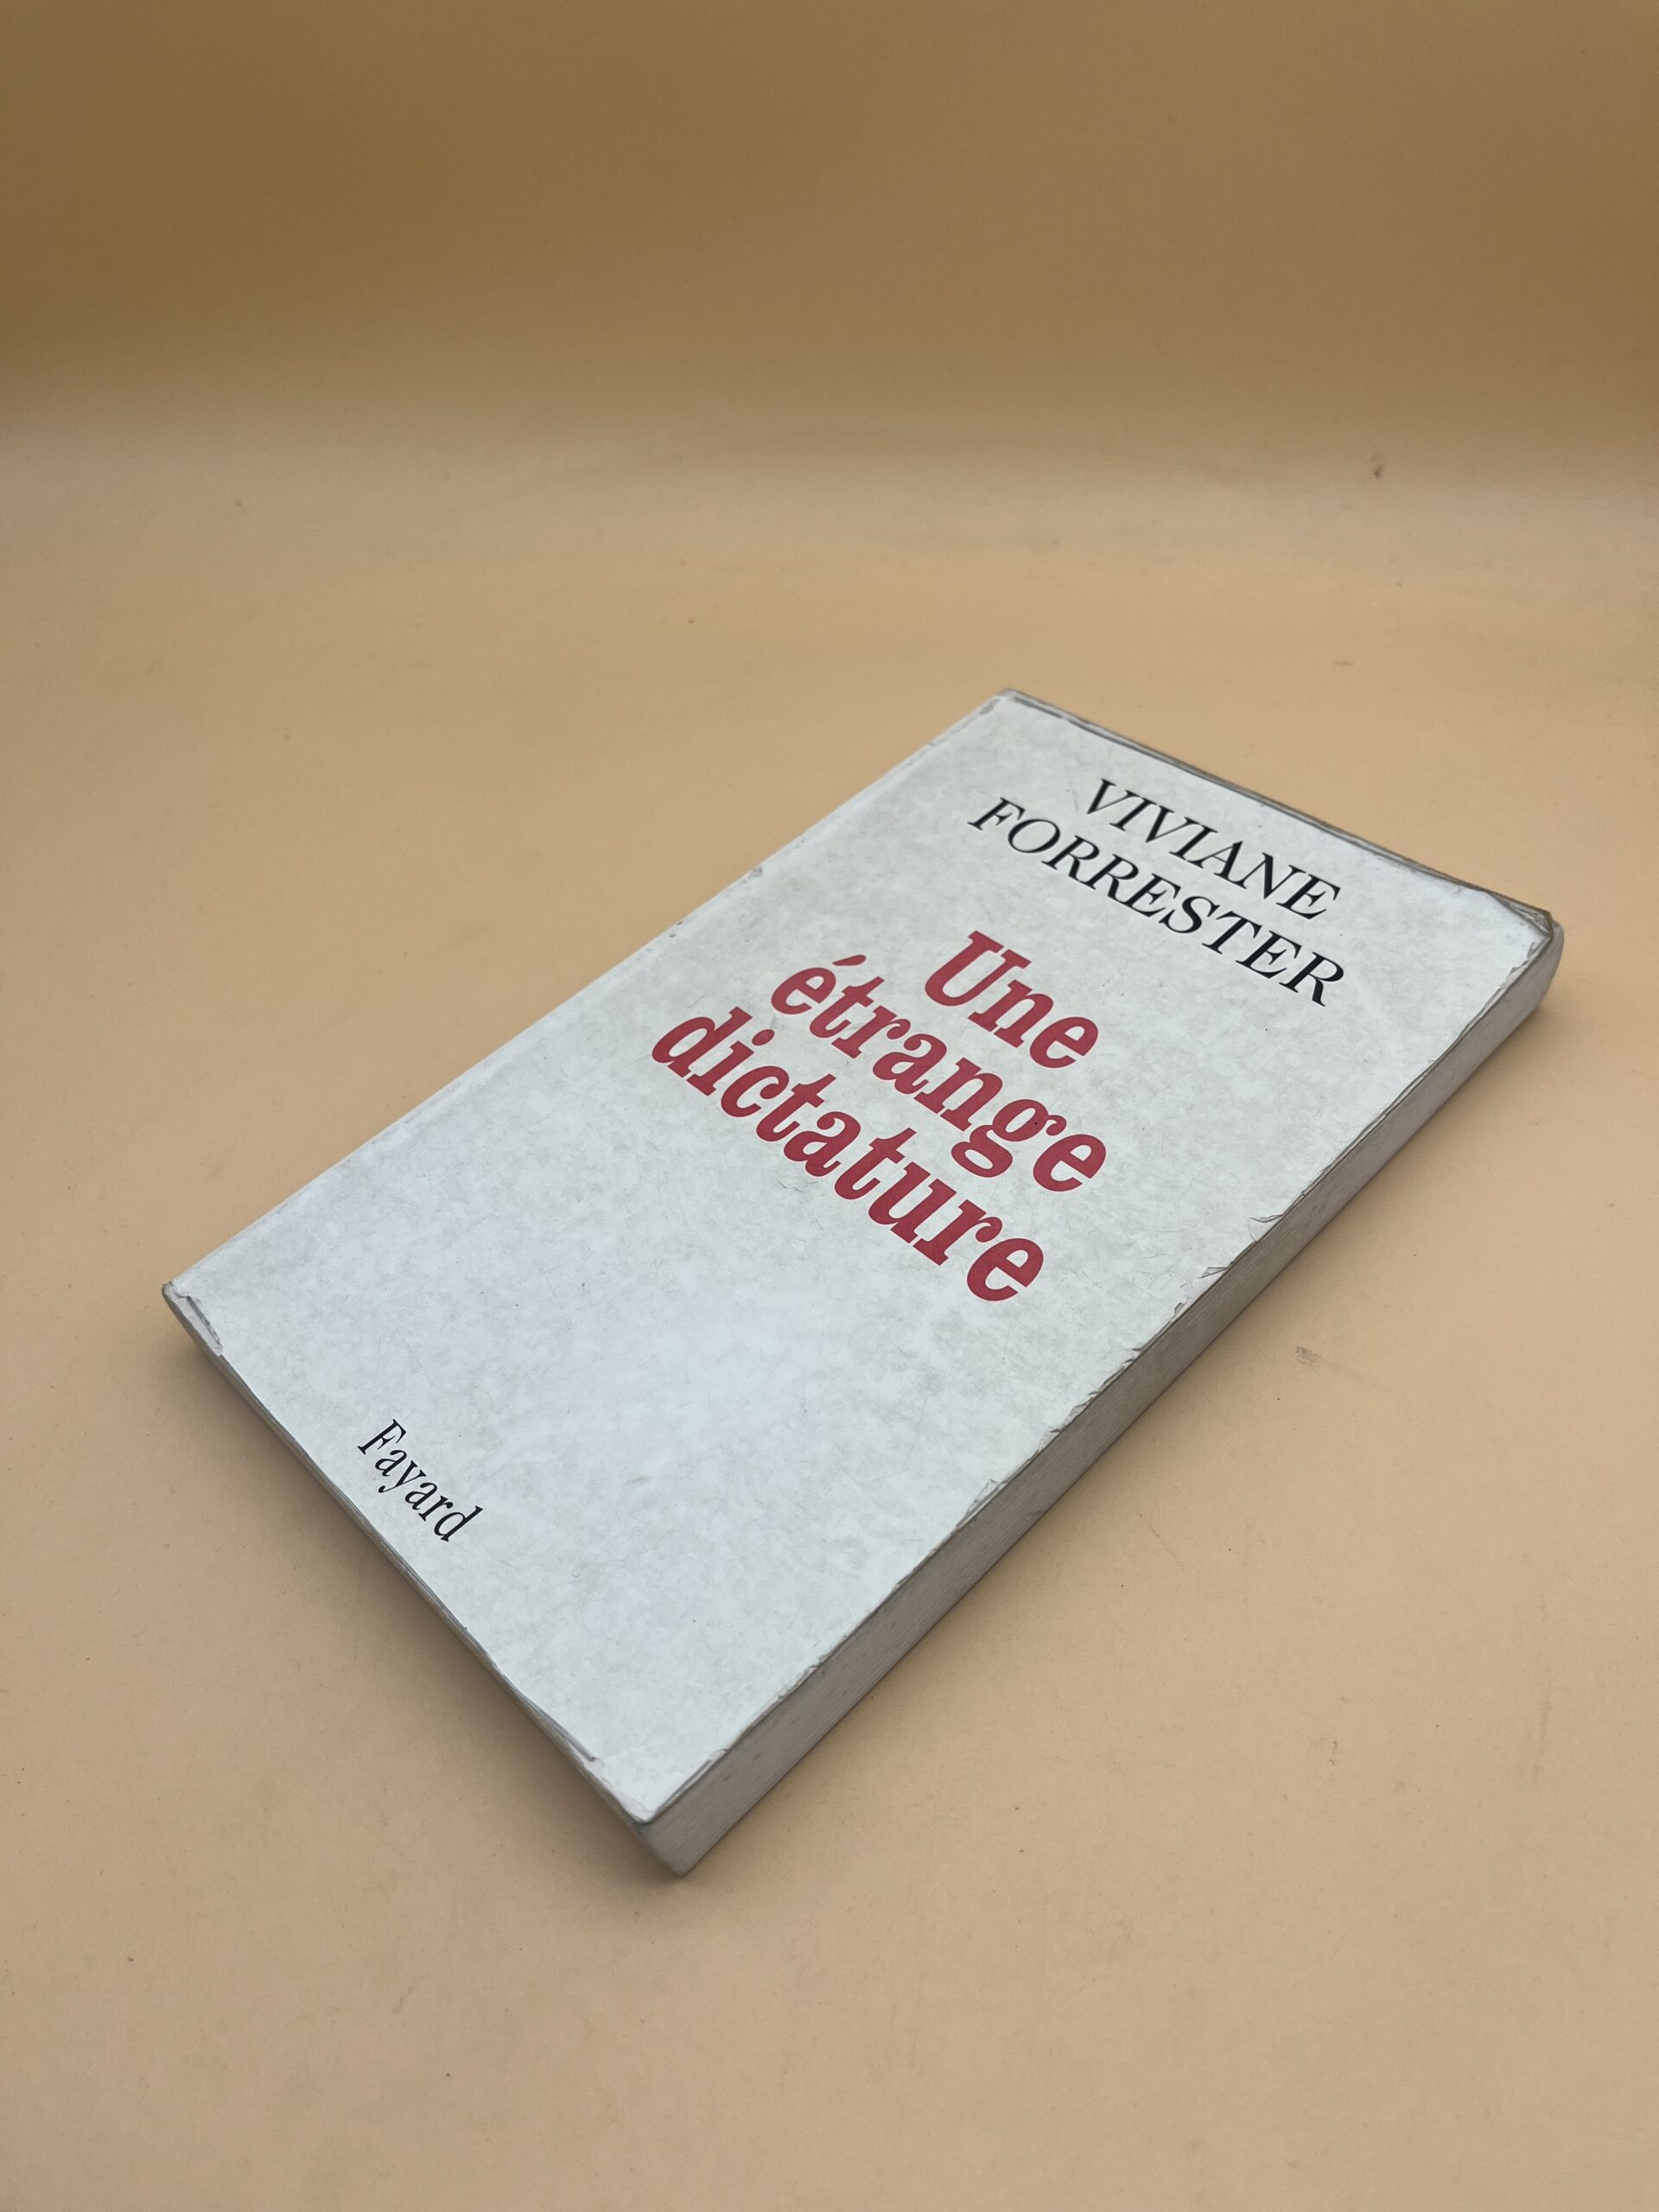 VIVIANE
FORRESTER
Une
étrange
dictature
Fayard